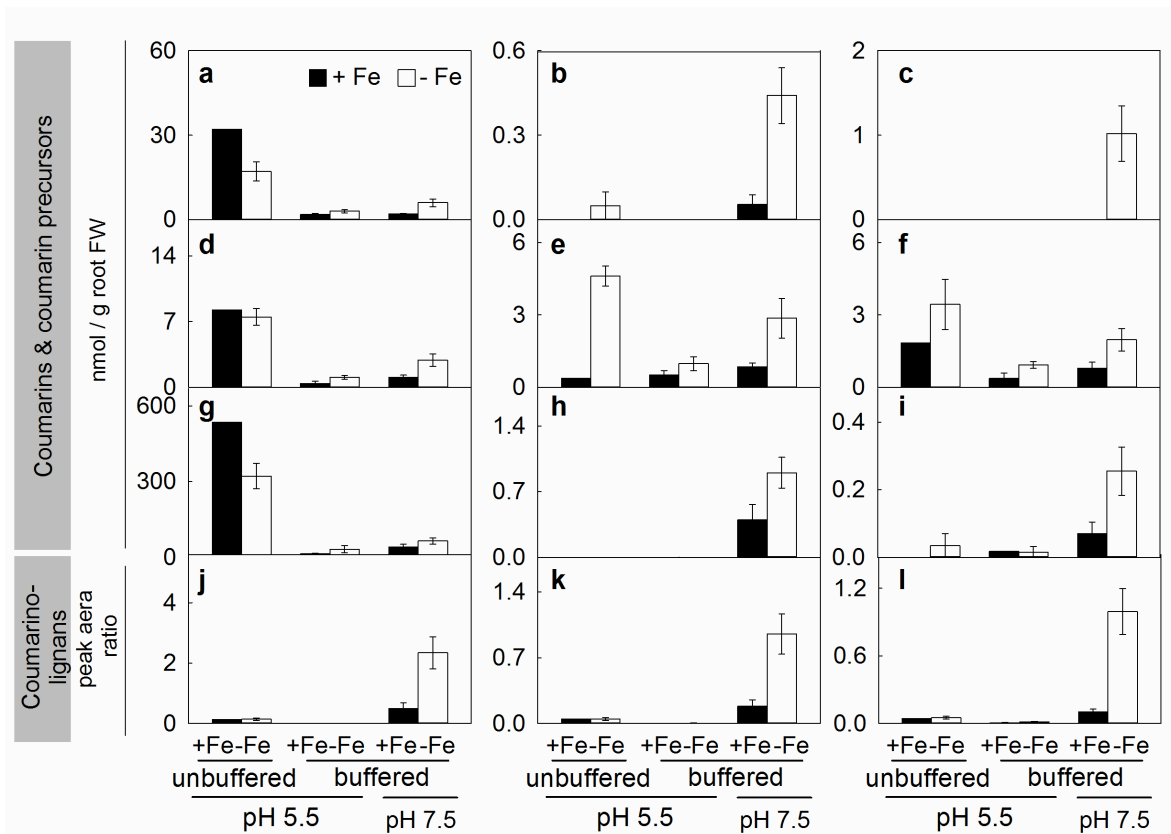 Coumarins & coumarin precursors
nmol / g root FW
Coumarino-
lignans
peak aera
ratio
a
+ Fe
- Fe
60
30
0
b
0.6
0.3
0.0
c
2
1
0
d
14
7
0
e
6
3
0
f
6
3
0
g
600
300
0
h
1.4
0.7
0.0
i
0.4
0.2
0.0
j
4
2
0
k
1.4
0.7
0.0
l
1.2
0.6
0.0
+Fe-Fe +Fe-Fe +Fe-Fe
unbuffered buffered
pH 5.5 pH 7.5
+Fe-Fe +Fe-Fe +Fe-Fe
unbuffered buffered
pH 5.5 pH 7.5
+Fe-Fe +Fe-Fe +Fe-Fe
unbuffered buffered
pH 5.5 pH 7.5